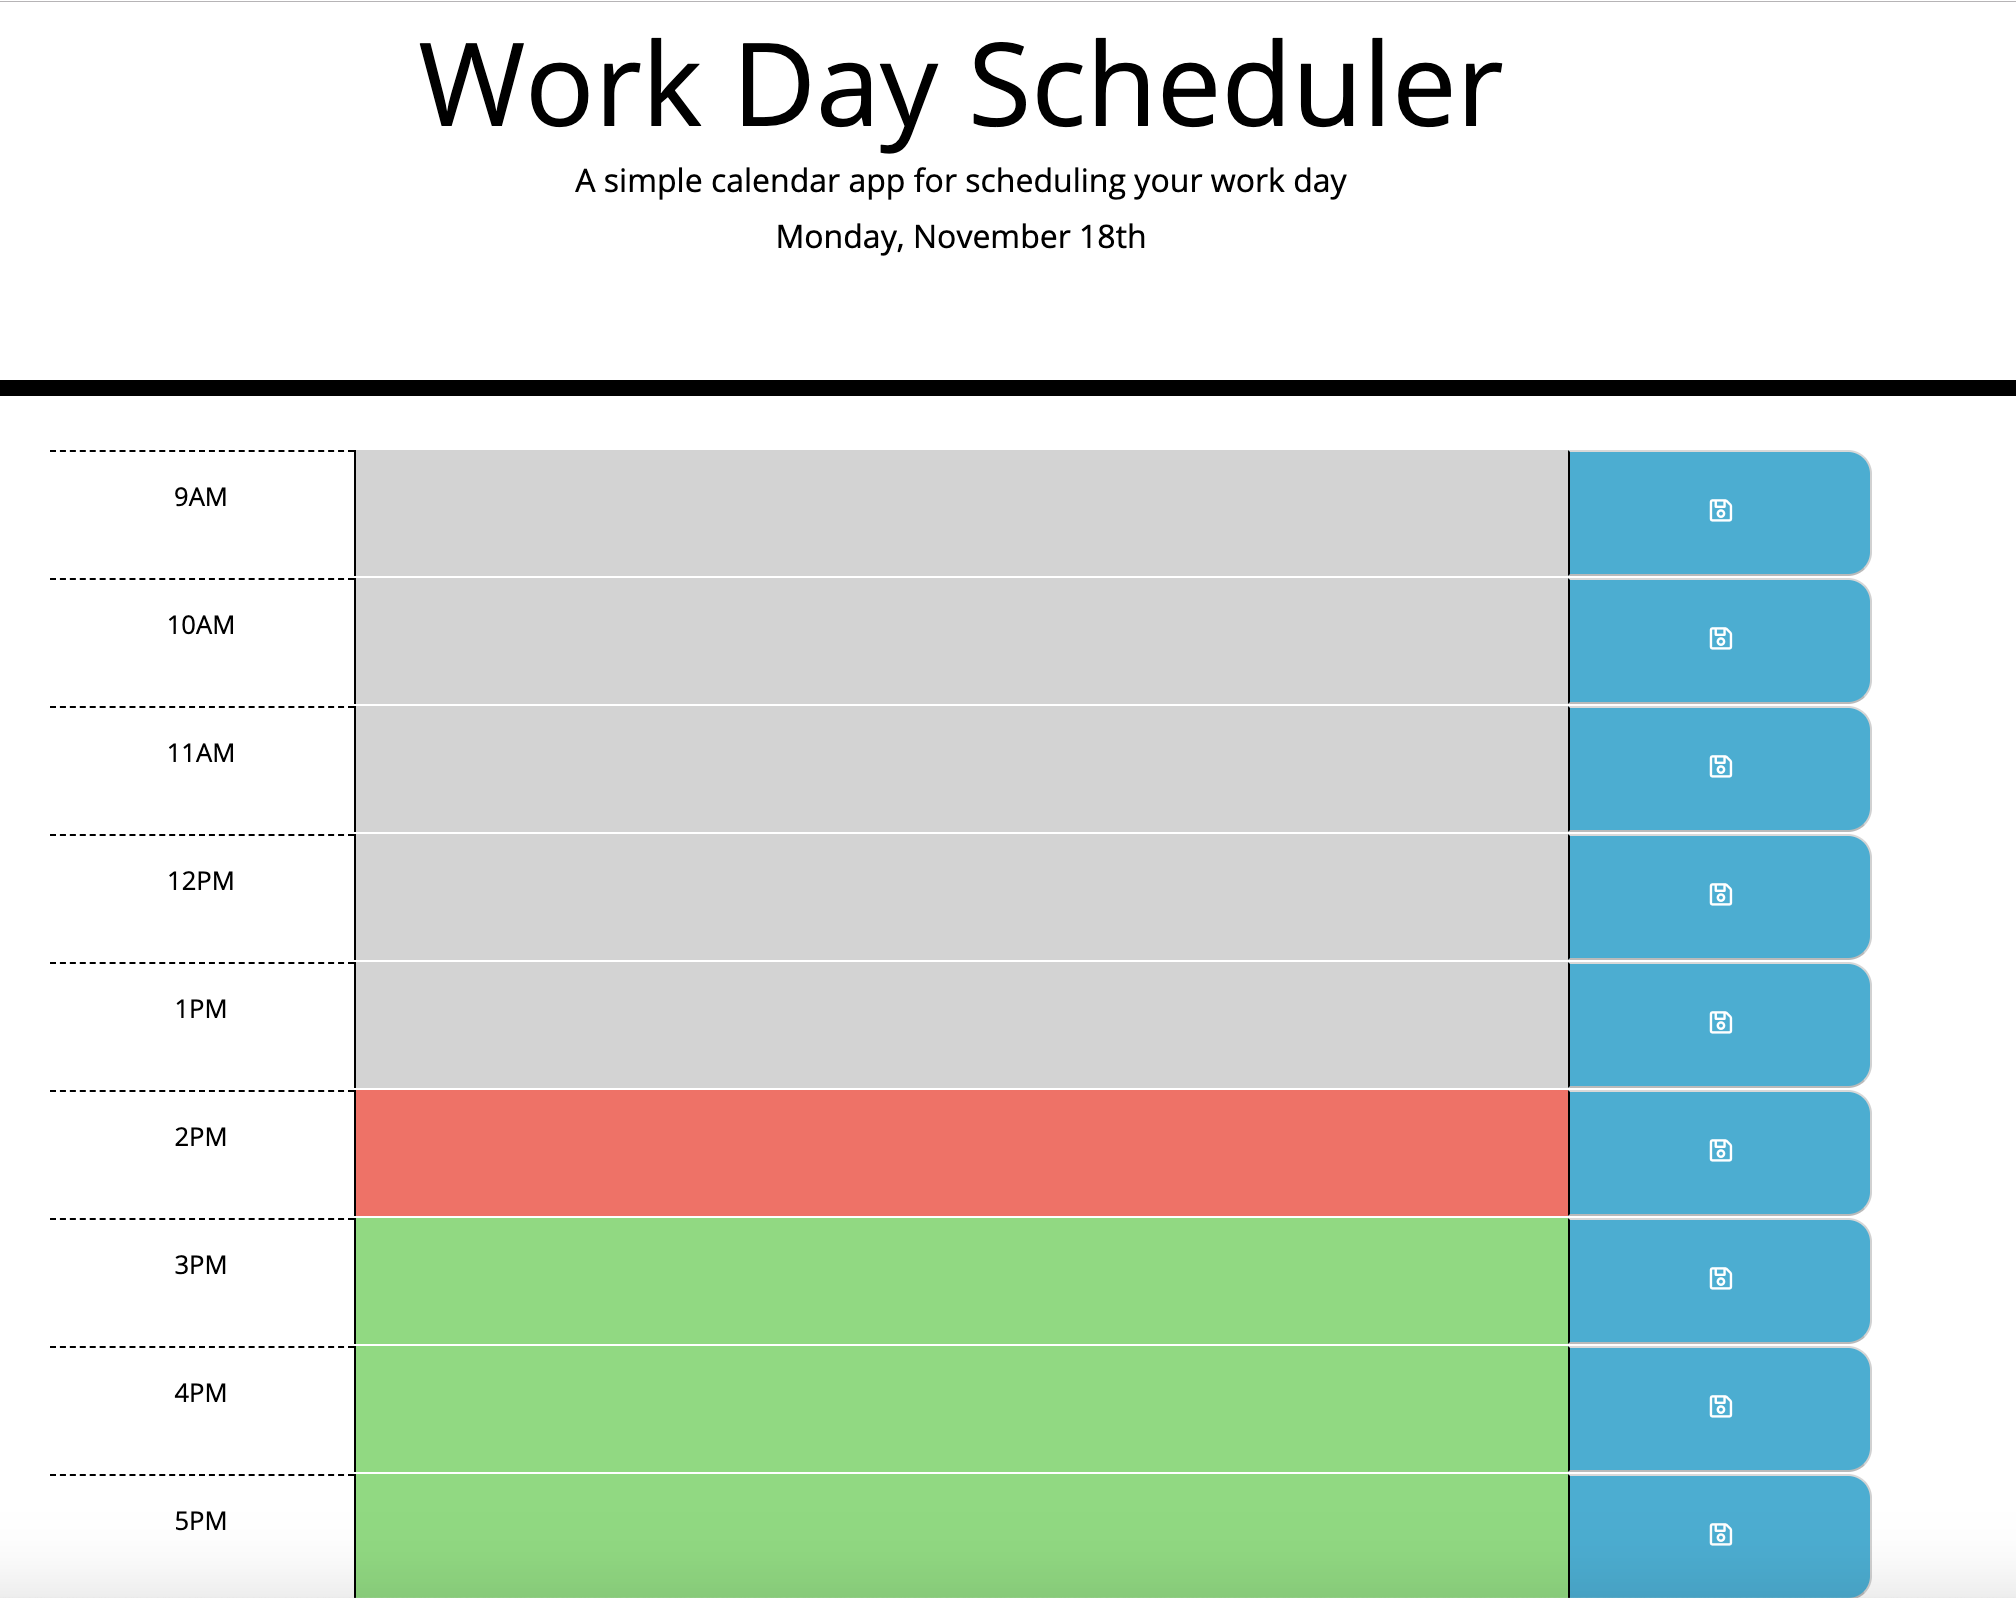 Work Day Scheduler
A simple calendar app for scheduling your work day
Monday, November 18th
9AM
10AM
11AM
12PM
1PM
2PM
3PM
4PM
5PM